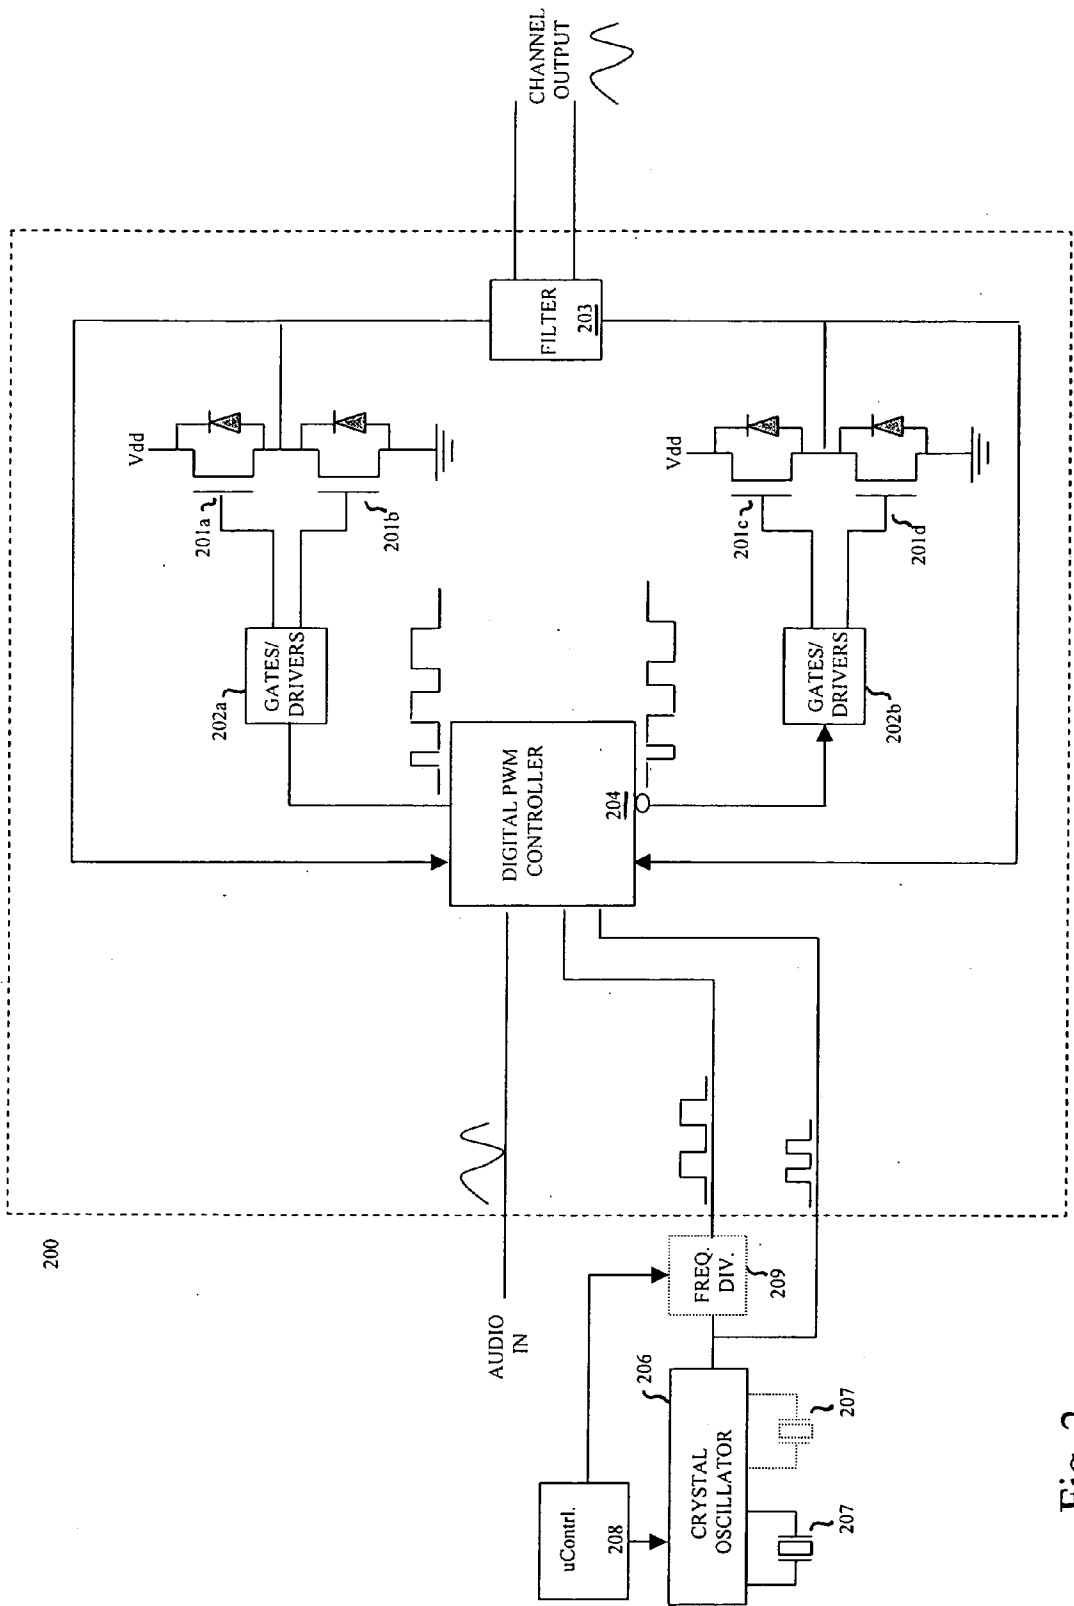 200
Vdd
201a
201b
GATES/
DRIVERS
202a
AUDIO
IN
DIGITAL PWM
CONTROLLER
204
FILTER
203
CHANNEL
OUTPUT
uContrl.
208
CRYSTAL
OSCILLATOR
206
207
207
FREQ.
DIV.
209
GATES/
DRIVERS
202b
Vdd
201c
201d